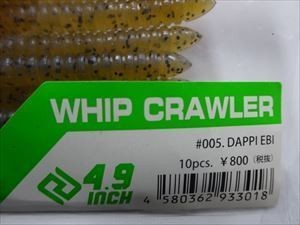 WHIP CRAWLER
#005. DAPPI EBI
10pcs. ¥800 (税抜)
4.9
INCH
4 580362 933018